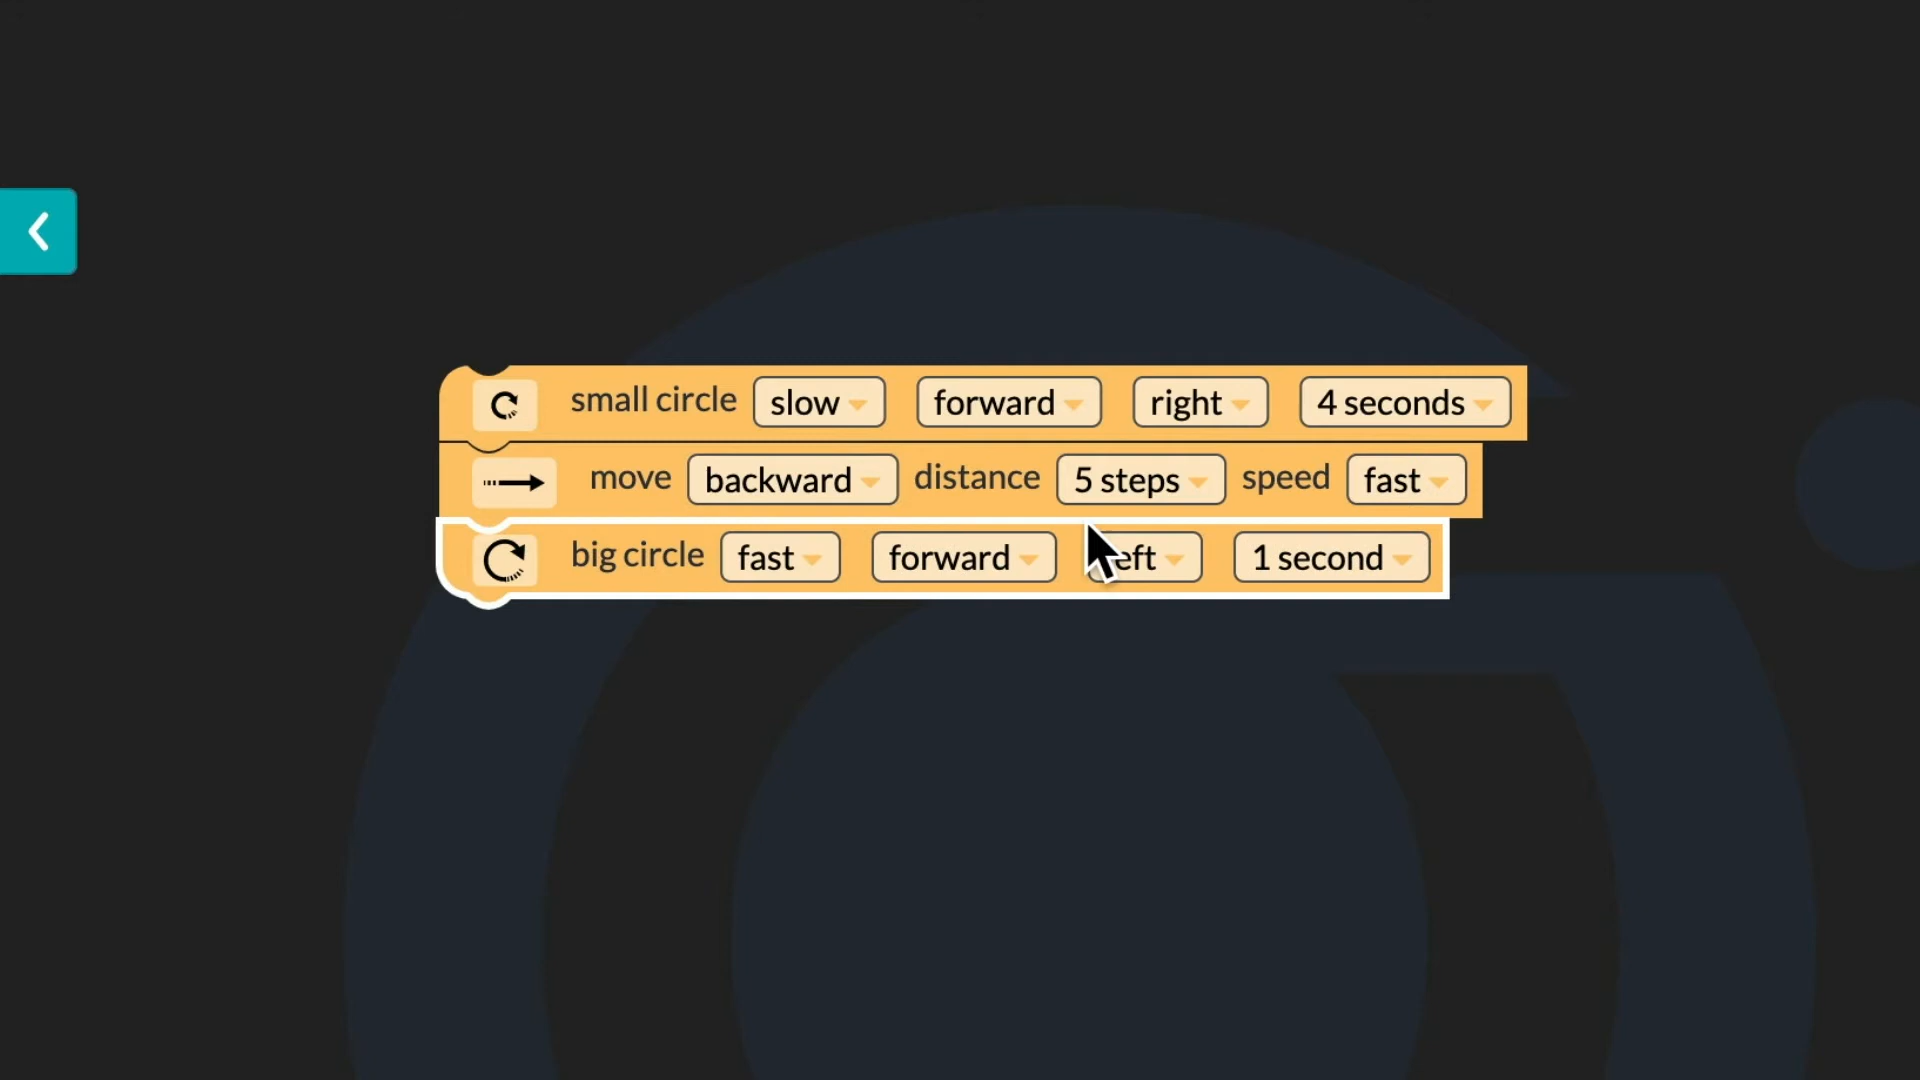 small circle slow forward right 4 seconds
move backward distance 5 steps speed fast
big circle fast forward left 1 second